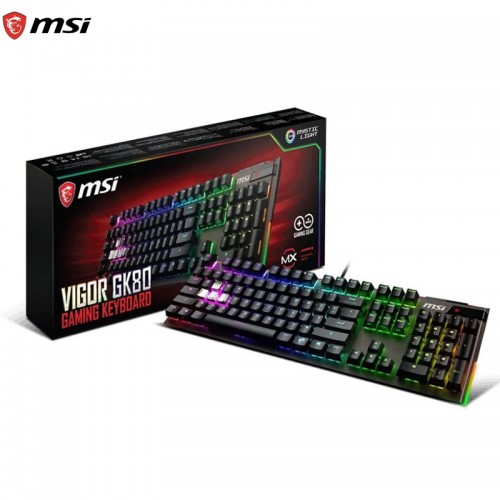 msi
MYSTIC
LIGHT
msi
GAMING GEAR
MX
VIGOR GK80
GAMING KEYBOARD
msi